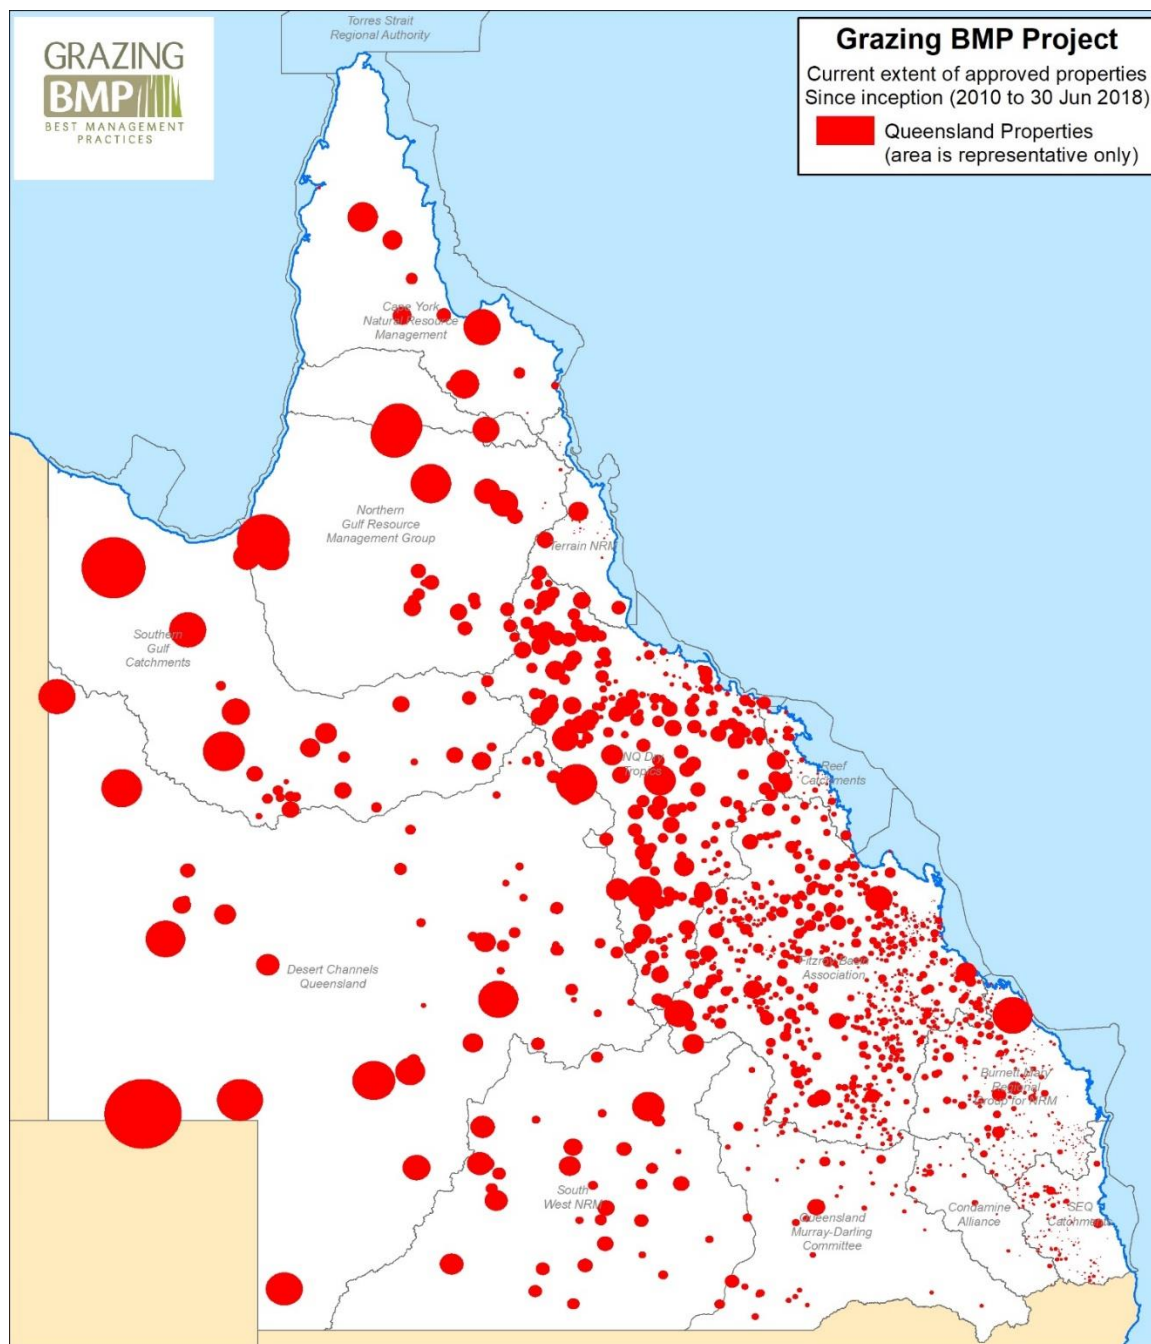 Torres Strait
Regional Authority
GRAZING
BMP
BEST MANAGEMENT
PRACTICES
Grazing BMP Project
Current extent of approved properties
Since inception (2010 to 30 Jun 2018)
Queensland Properties
(area is representative only)
Cape York
Natural Resource
Management
Northern
Gulf Resource
Management Group
Terrain NRM
Southern
Gulf
Catchments
NQ Dry
Tropics
Reef
Catchments
Desert Channels
Queensland
Fitzroy Basin
Association
Burnett Mary
Regional
Group for NRM
South
West NRM
Queensland
Murray-Darling
Committee
Condamine
Alliance
SEQ
Catchments